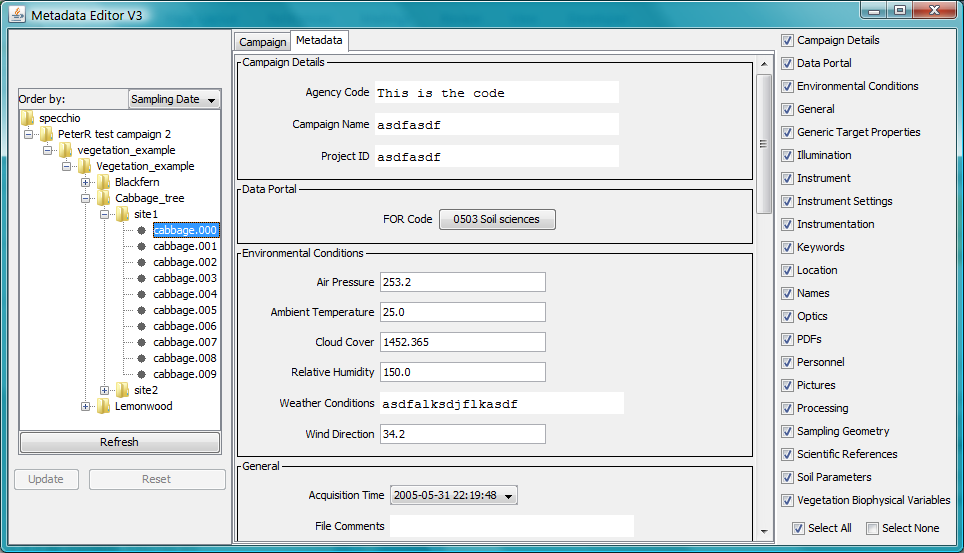 Metadata Editor V3
Order by:
Sampling Date
specchio
PeterR test campaign 2
vegetation_example
Vegetation_example
Blackfern
Cabbage_tree
site1
cabbage.000
cabbage.001
cabbage.002
cabbage.003
cabbage.004
cabbage.005
cabbage.006
cabbage.007
cabbage.008
cabbage.009
site2
Lemonwood
Refresh
Update
Reset
Campaign
Metadata
Campaign Details
Agency Code This is the code
Campaign Name asdfasdf
Project ID asdfasdf
Data Portal
FOR Code 0503 Soil sciences
Environmental Conditions
Air Pressure 253.2
Ambient Temperature 25.0
Cloud Cover 1452.365
Relative Humidity 150.0
Weather Conditions asdfalksdjflkasdf
Wind Direction 34.2
General
Acquisition Time 2005-05-31 22:19:48
File Comments
Campaign Details
Data Portal
Environmental Conditions
General
Generic Target Properties
Illumination
Instrument
Instrument Settings
Instrumentation
Keywords
Location
Names
Optics
PDFs
Personnel
Pictures
Processing
Sampling Geometry
Scientific References
Soil Parameters
Vegetation Biophysical Variables
Select All
Select None